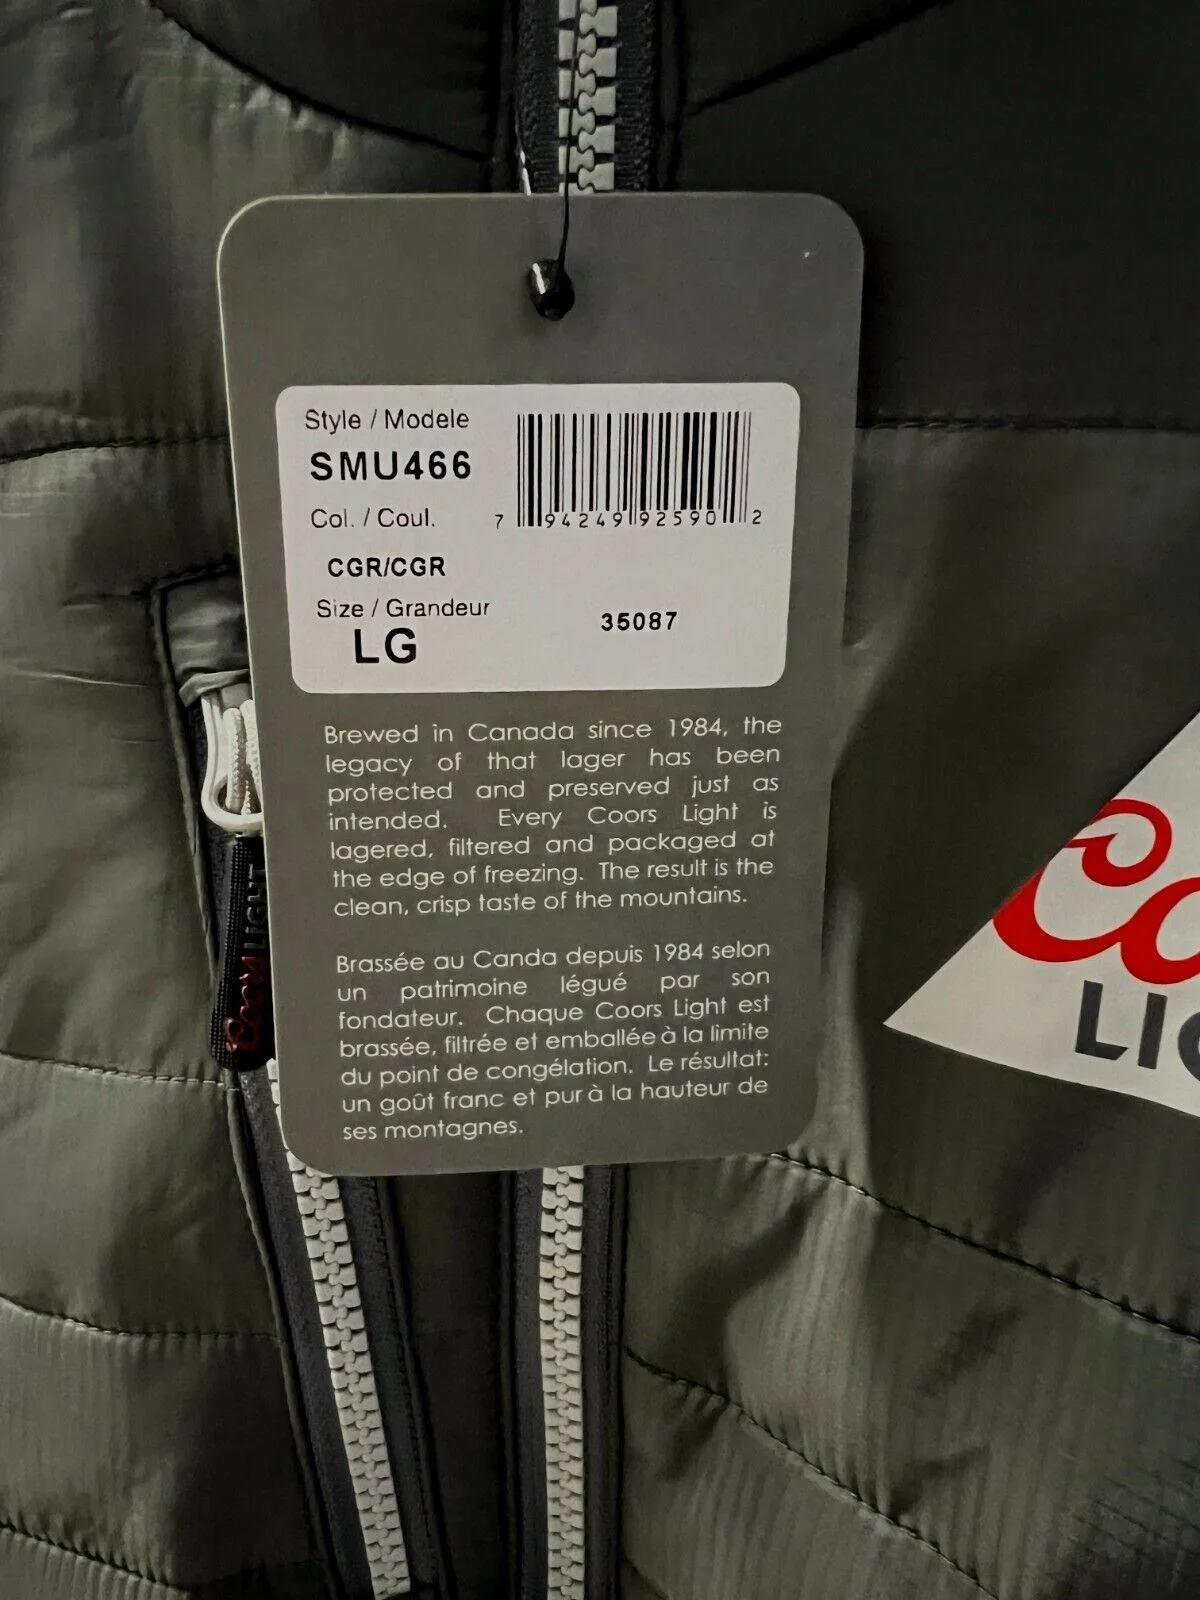 Style / Modele
SMU466
Col. / Coul.
7 94249 92590 2
CGR/CGR
Size / Grandeur
LG
35087
Brewed in Canada since 1984, the
legacy of that lager has been
protected and preserved just as
intended. Every Coors Light is
lagered, filtered and packaged at
the edge of freezing. The result is the
clean, crisp taste of the mountains.
Brassée au Canda depuis 1984 selon
un patrimoine légué par son
fondateur. Chaque Coors Light est
brassée, filtrée et emballée à la limite
du point de congélation. Le résultat:
un goût franc et pur à la hauteur de
ses montagnes.
Coors LIGHT
Co
LIG